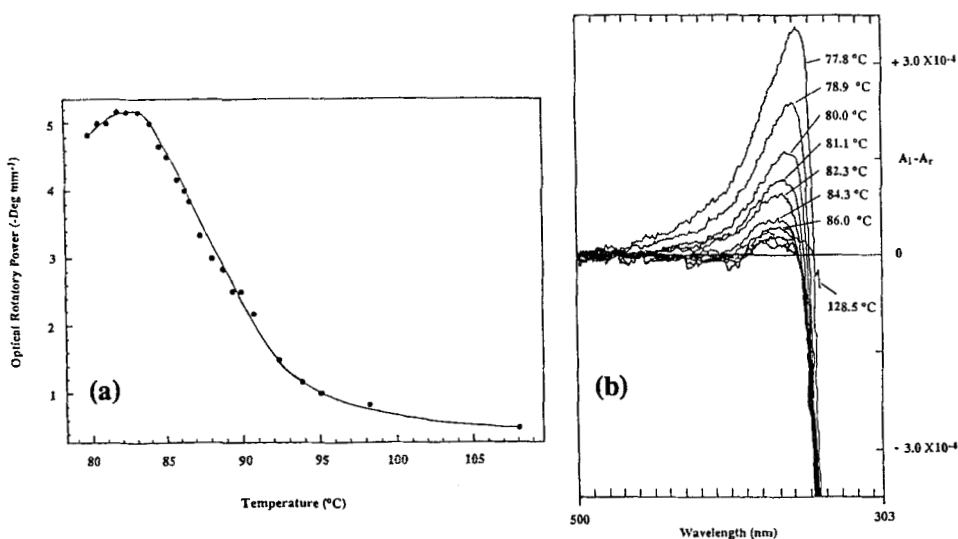 Optical Rotatory Power (-Deg mm⁻¹)
5
4
3
2
1
(a)
80
85
90
95
100
105
Temperature (°C)
77.8 °C
78.9 °C
80.0 °C
81.1 °C
82.3 °C
84.3 °C
86.0 °C
128.5 °C
+ 3.0 X10⁻⁴
A₁-Aᵣ
0
- 3.0 X10⁻⁴
(b)
500
303
Wavelength (nm)